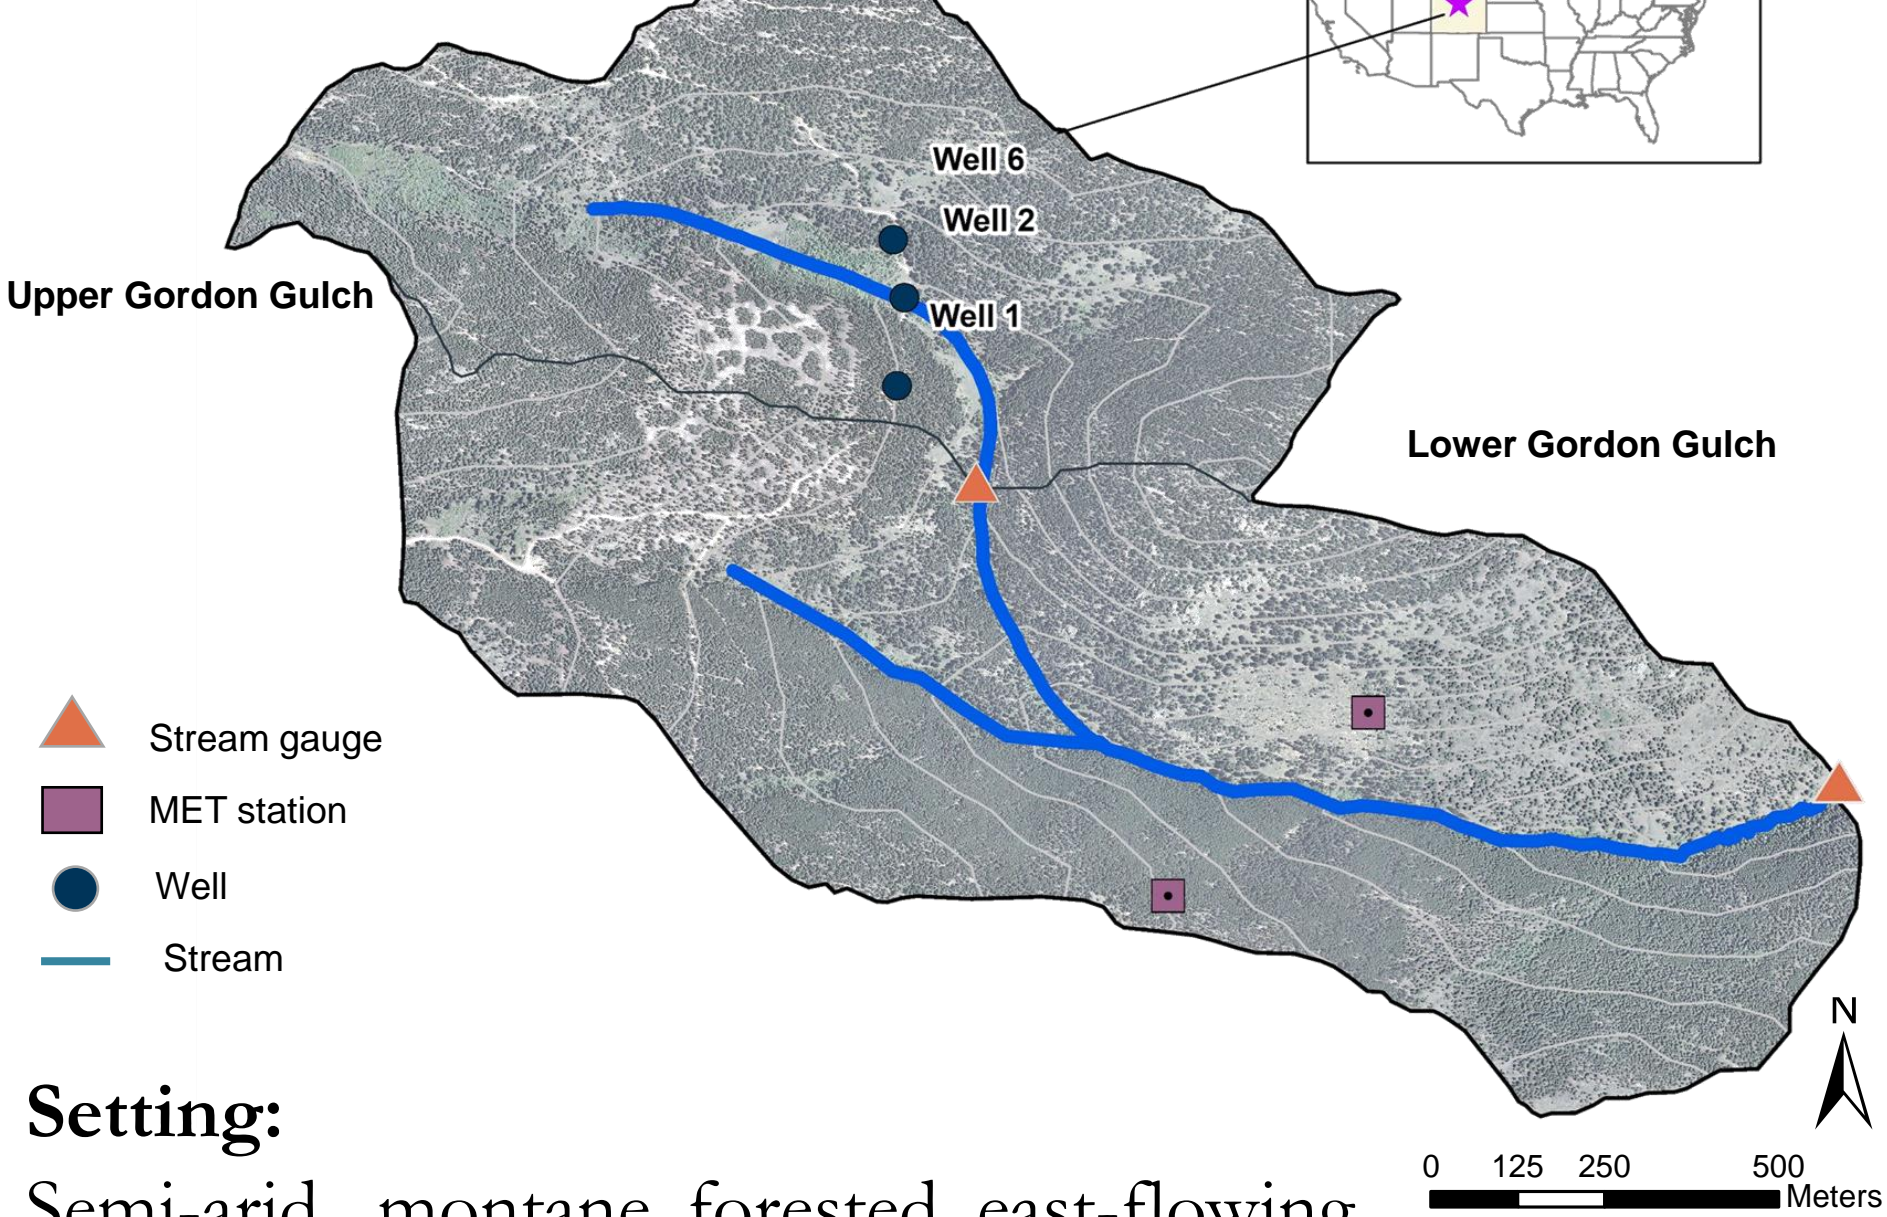 Well 6
Well 2
Upper Gordon Gulch
Well 1
Lower Gordon Gulch
Stream gauge
MET station
Well
Stream
N
Setting:
0 125 250 500
Meters
Semi-arid, montane, forested, east-flowing